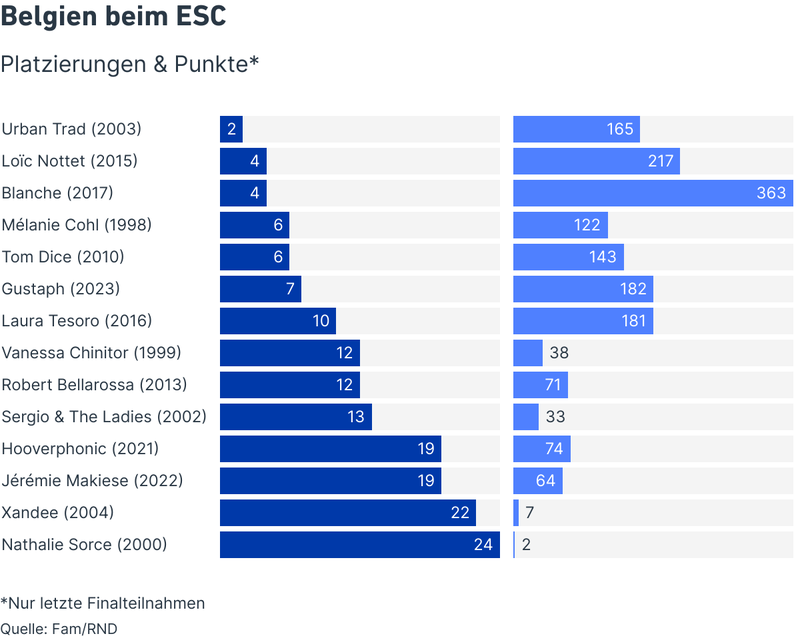 Belgien beim ESC
Platzierungen & Punkte*
Urban Trad (2003) 2 165
Loïc Nottet (2015) 4 217
Blanche (2017) 4 363
Mélanie Cohl (1998) 6 122
Tom Dice (2010) 6 143
Gustaph (2023) 7 182
Laura Tesoro (2016) 10 181
Vanessa Chinitor (1999) 12 38
Robert Bellarossa (2013) 12 71
Sergio & The Ladies (2002) 13 33
Hooverphonic (2021) 19 74
Jérémie Makiese (2022) 19 64
Xandee (2004) 22 7
Nathalie Sorce (2000) 24 2
*Nur letzte Finalteilnahmen
Quelle: Fam/RND